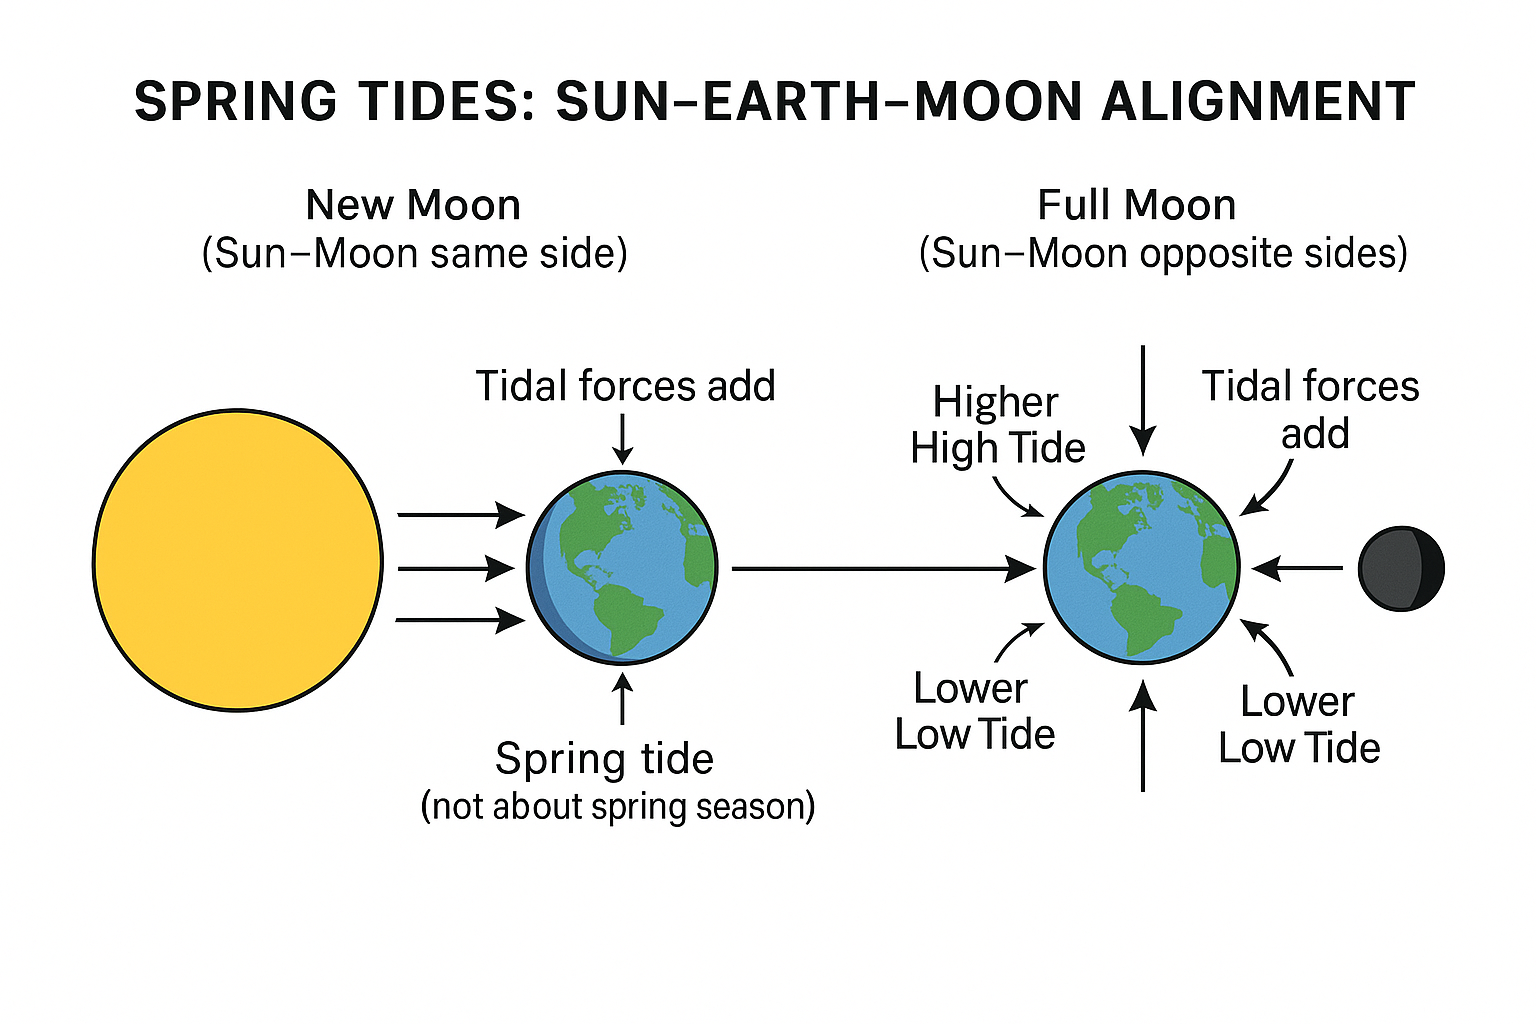 SPRING TIDES: SUN–EARTH–MOON ALIGNMENT
New Moon
(Sun–Moon same side)
Full Moon
(Sun–Moon opposite sides)
Tidal forces add
Spring tide
(not about spring season)
Higher
High Tide
Tidal forces
add
Lower
Low Tide
Lower
Low Tide